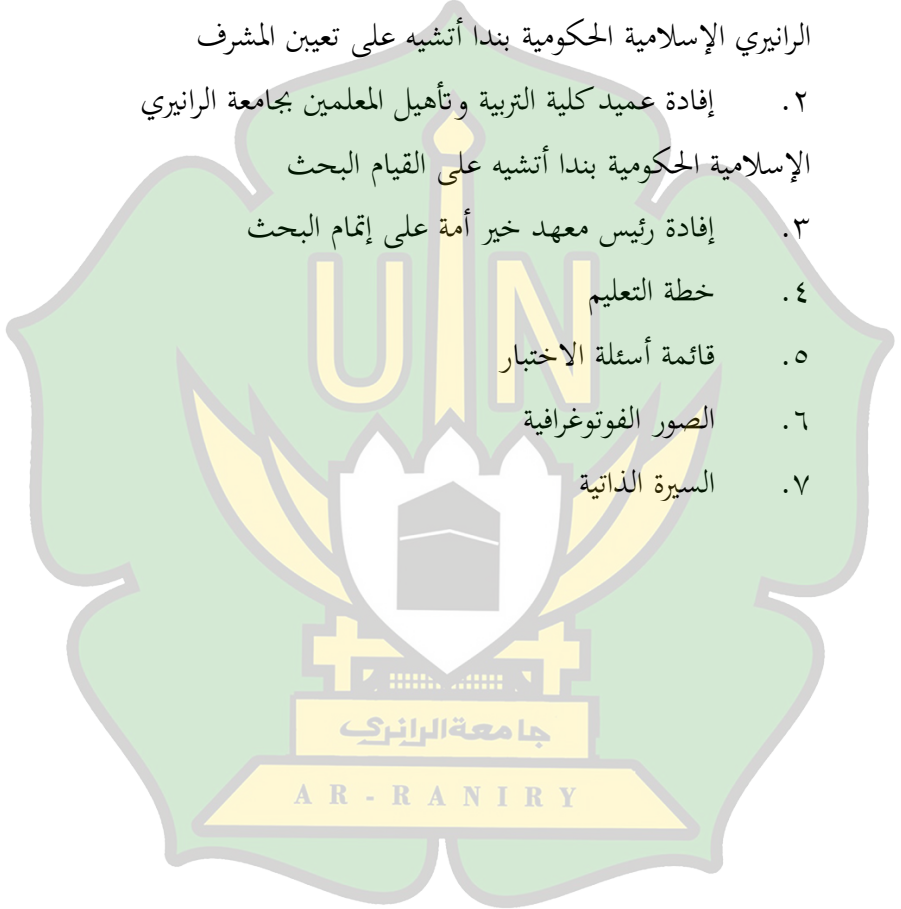 الرانيري الإسلامية الحكومية بندا أتشيه على تعيين المشرف
٢. إفادة عميد كلية التربية وتأهيل المعلمين بجامعة الرانيري
الإسلامية الحكومية بندا أتشيه على القيام البحث
٣. إفادة رئيس معهد خير أمة على إتمام البحث
٤. خطة التعليم
٥. قائمة أسئلة الاختبار
٦. الصور الفوتوغرافية
٧. السيرة الذاتية
UIN
جامعة الرانري
AR-RANIRY